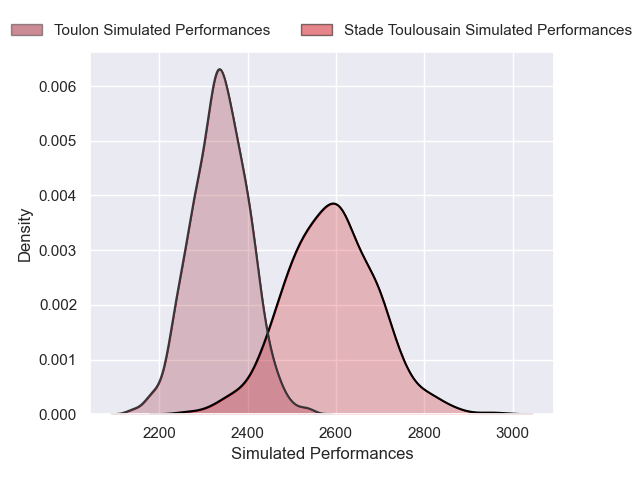 Toulon Simulated Performances
Stade Toulousain Simulated Performances
0.006
0.005
0.004
0.003
0.002
0.001
0.000
Density
2200 2400 2600 2800 3000
Simulated Performances